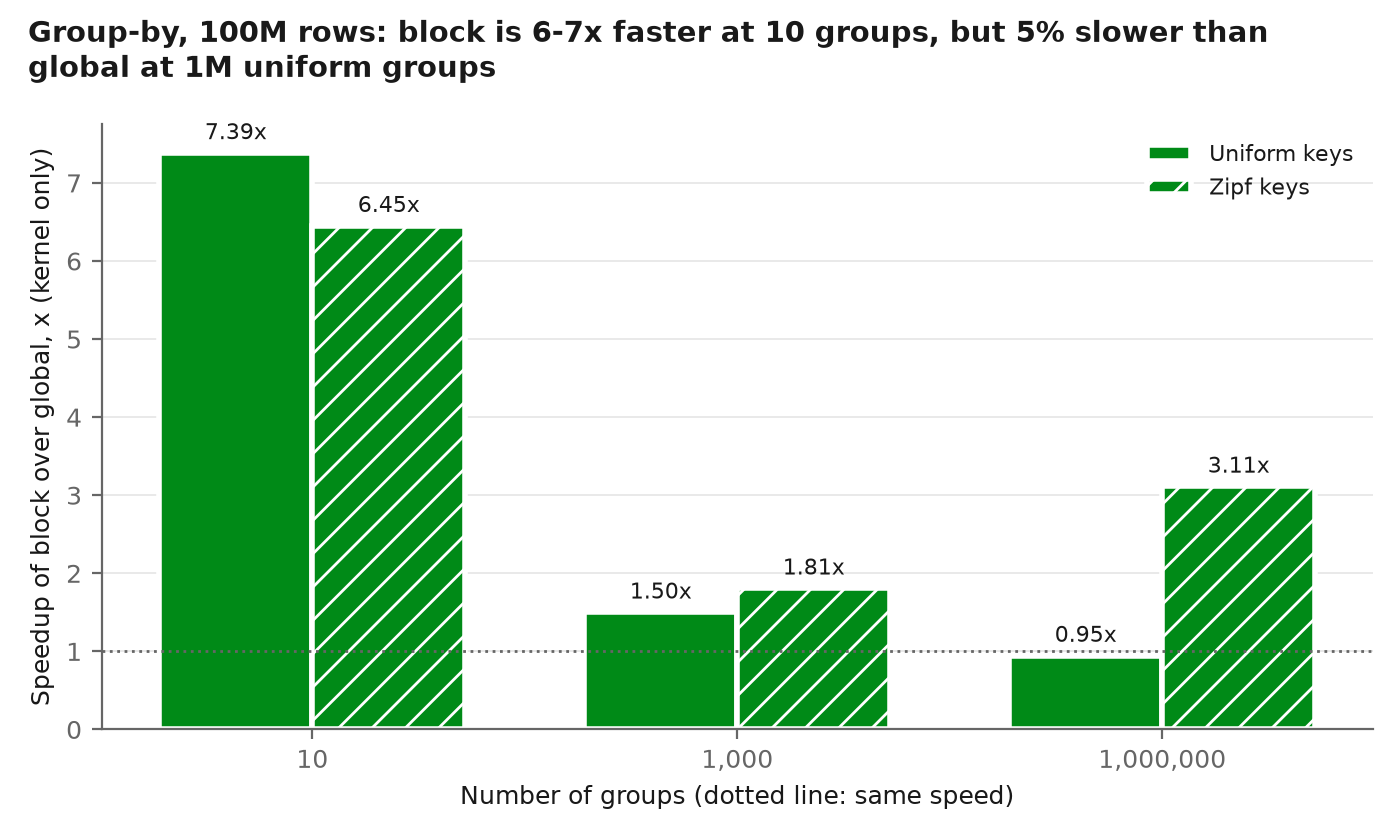 Group-by, 100M rows: block is 6-7x faster at 10 groups, but 5% slower than
global at 1M uniform groups
Speedup of block over global, x (kernel only)
7
6
5
4
3
2
1
0
7.39x
6.45x
1.50x
1.81x
0.95x
3.11x
Uniform keys
Zipf keys
10
1,000
1,000,000
Number of groups (dotted line: same speed)